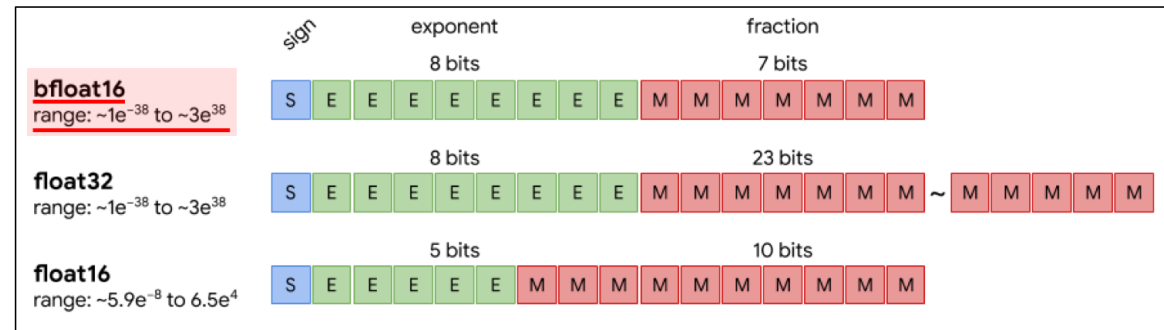 sign exponent fraction
8 bits 7 bits
bfloat16
range: ~1e⁻³⁸ to ~3e³⁸
S E E E E E E E E M M M M M M M
8 bits 23 bits
float32
range: ~1e⁻³⁸ to ~3e³⁸
S E E E E E E E E M M M M M M M ~ M M M M M
5 bits 10 bits
float16
range: ~5.9e⁻⁸ to 6.5e⁴
S E E E E E M M M M M M M M M M